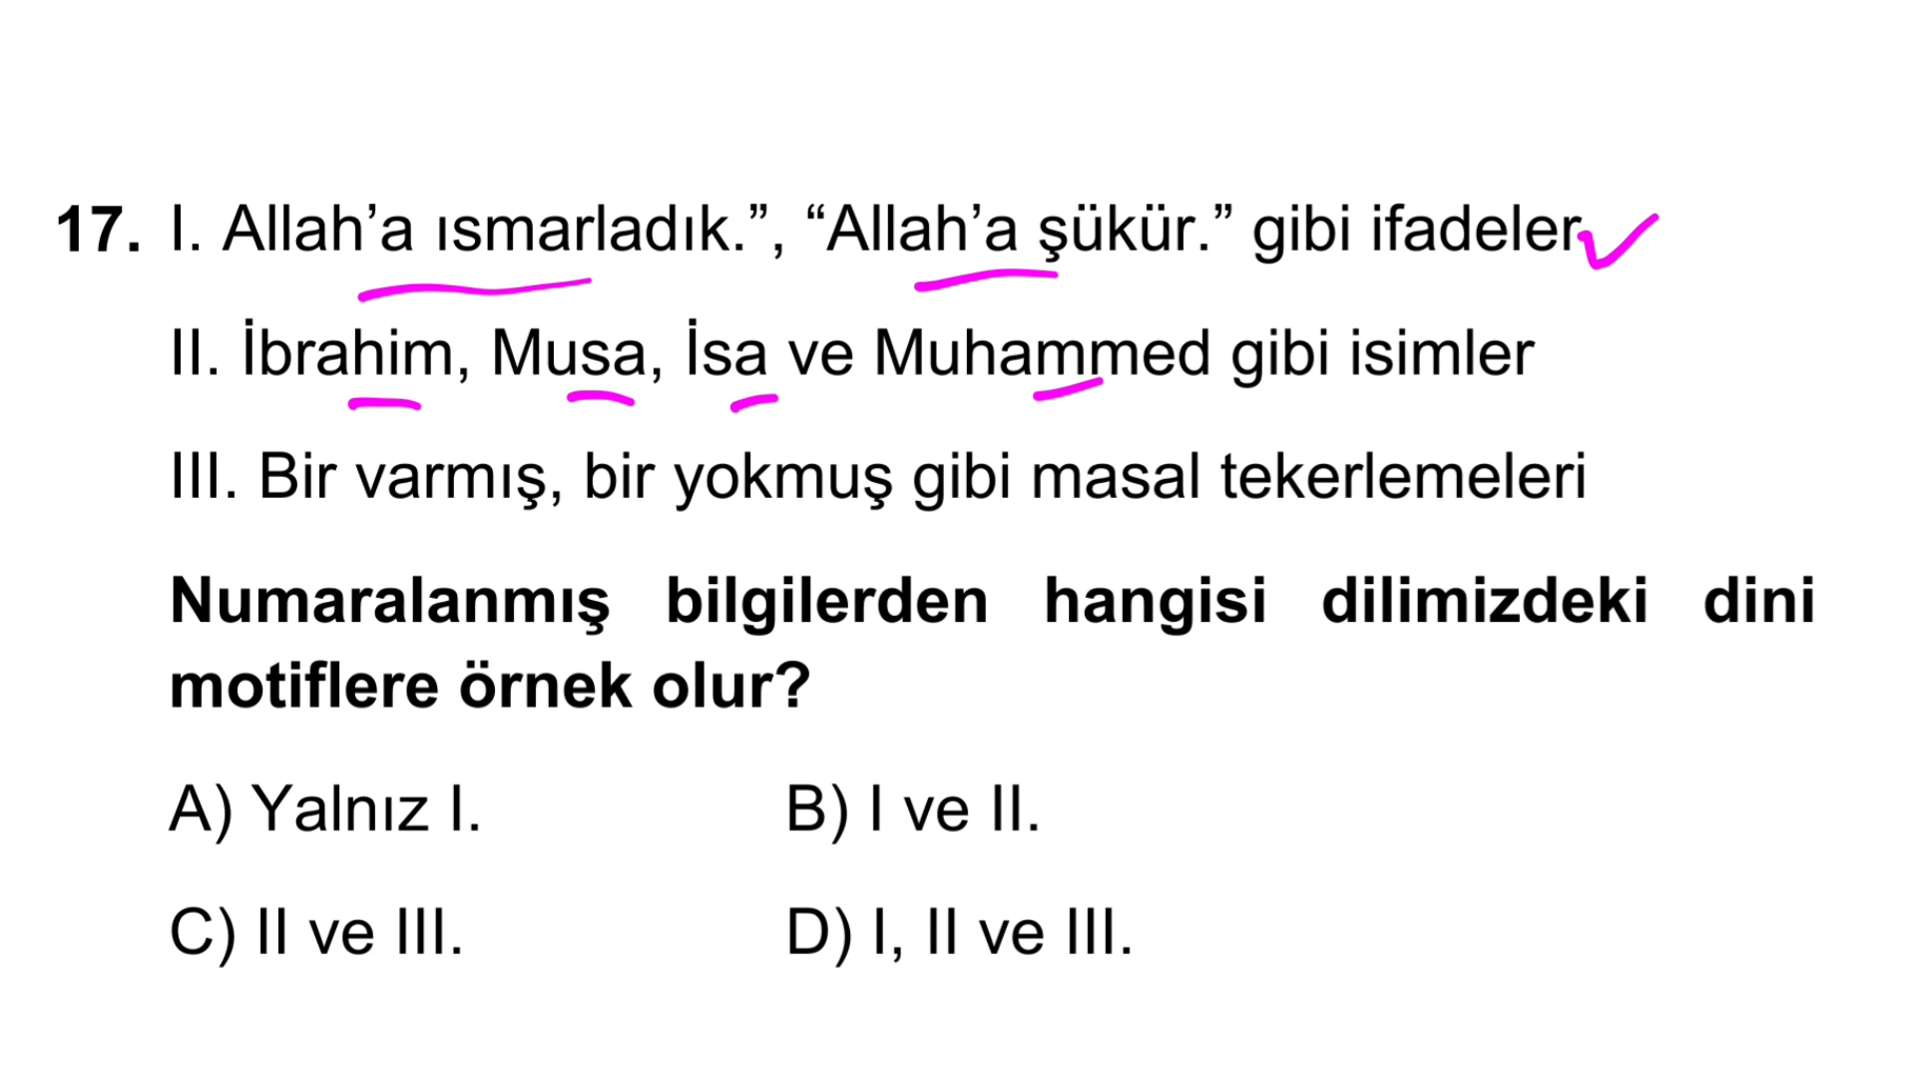 17. I. Allah’a ısmarladık.”, “Allah’a şükür.” gibi ifadeler
II. İbrahim, Musa, İsa ve Muhammed gibi isimler
III. Bir varmış, bir yokmuş gibi masal tekerlemeleri
Numaralanmış bilgilerden hangisi dilimizdeki dini
motiflere örnek olur?
A) Yalnız I. B) I ve II.
C) II ve III. D) I, II ve III.